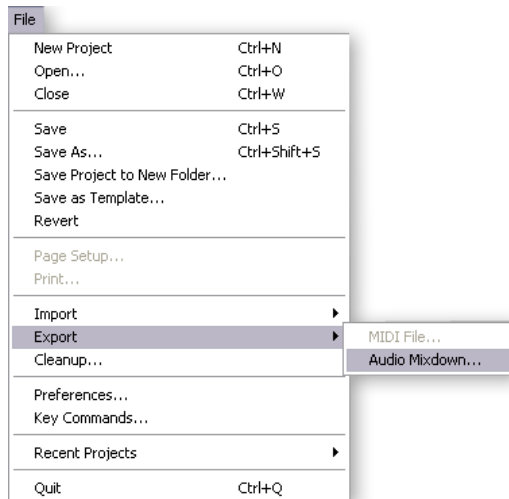 File
New Project Ctrl+N
Open... Ctrl+O
Close Ctrl+W
Save Ctrl+S
Save As... Ctrl+Shift+S
Save Project to New Folder...
Save as Template...
Revert
Page Setup...
Print...
Import
Export
MIDI File...
Cleanup...
Audio Mixdown...
Preferences...
Key Commands...
Recent Projects
Quit Ctrl+Q